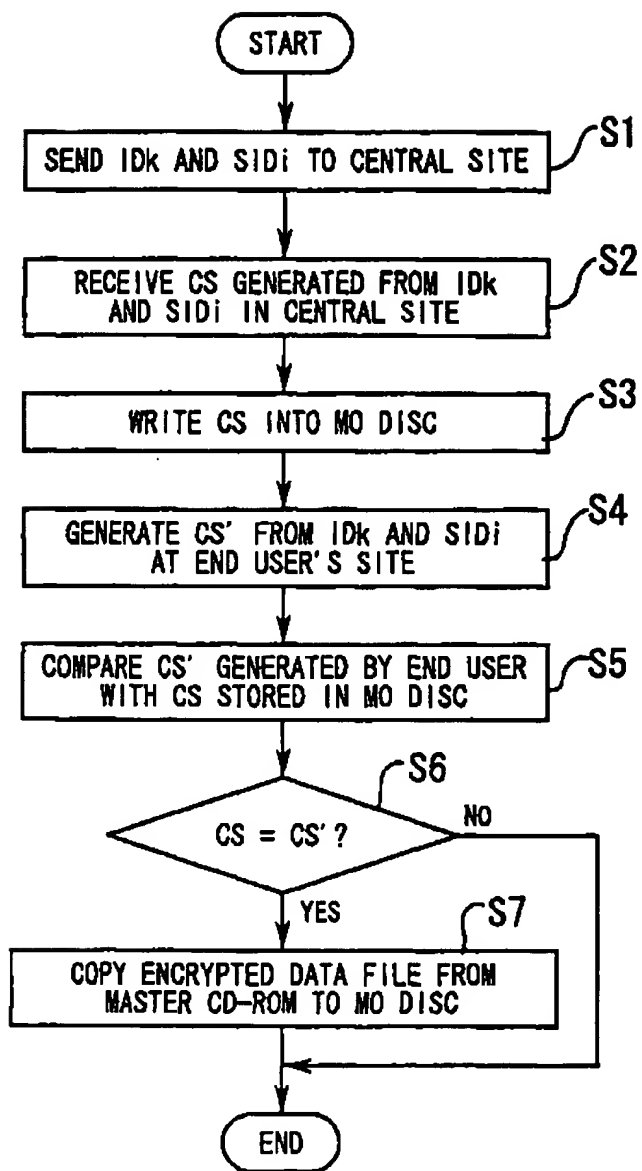 START
S1
SEND IDk AND SIDi TO CENTRAL SITE
S2
RECEIVE CS GENERATED FROM IDk
AND SIDi IN CENTRAL SITE
S3
WRITE CS INTO MO DISC
S4
GENERATE CS' FROM IDk AND SIDi
AT END USER'S SITE
S5
COMPARE CS' GENERATED BY END USER
WITH CS STORED IN MO DISC
S6
CS = CS'?
NO
YES
S7
COPY ENCRYPTED DATA FILE FROM
MASTER CD-ROM TO MO DISC
END